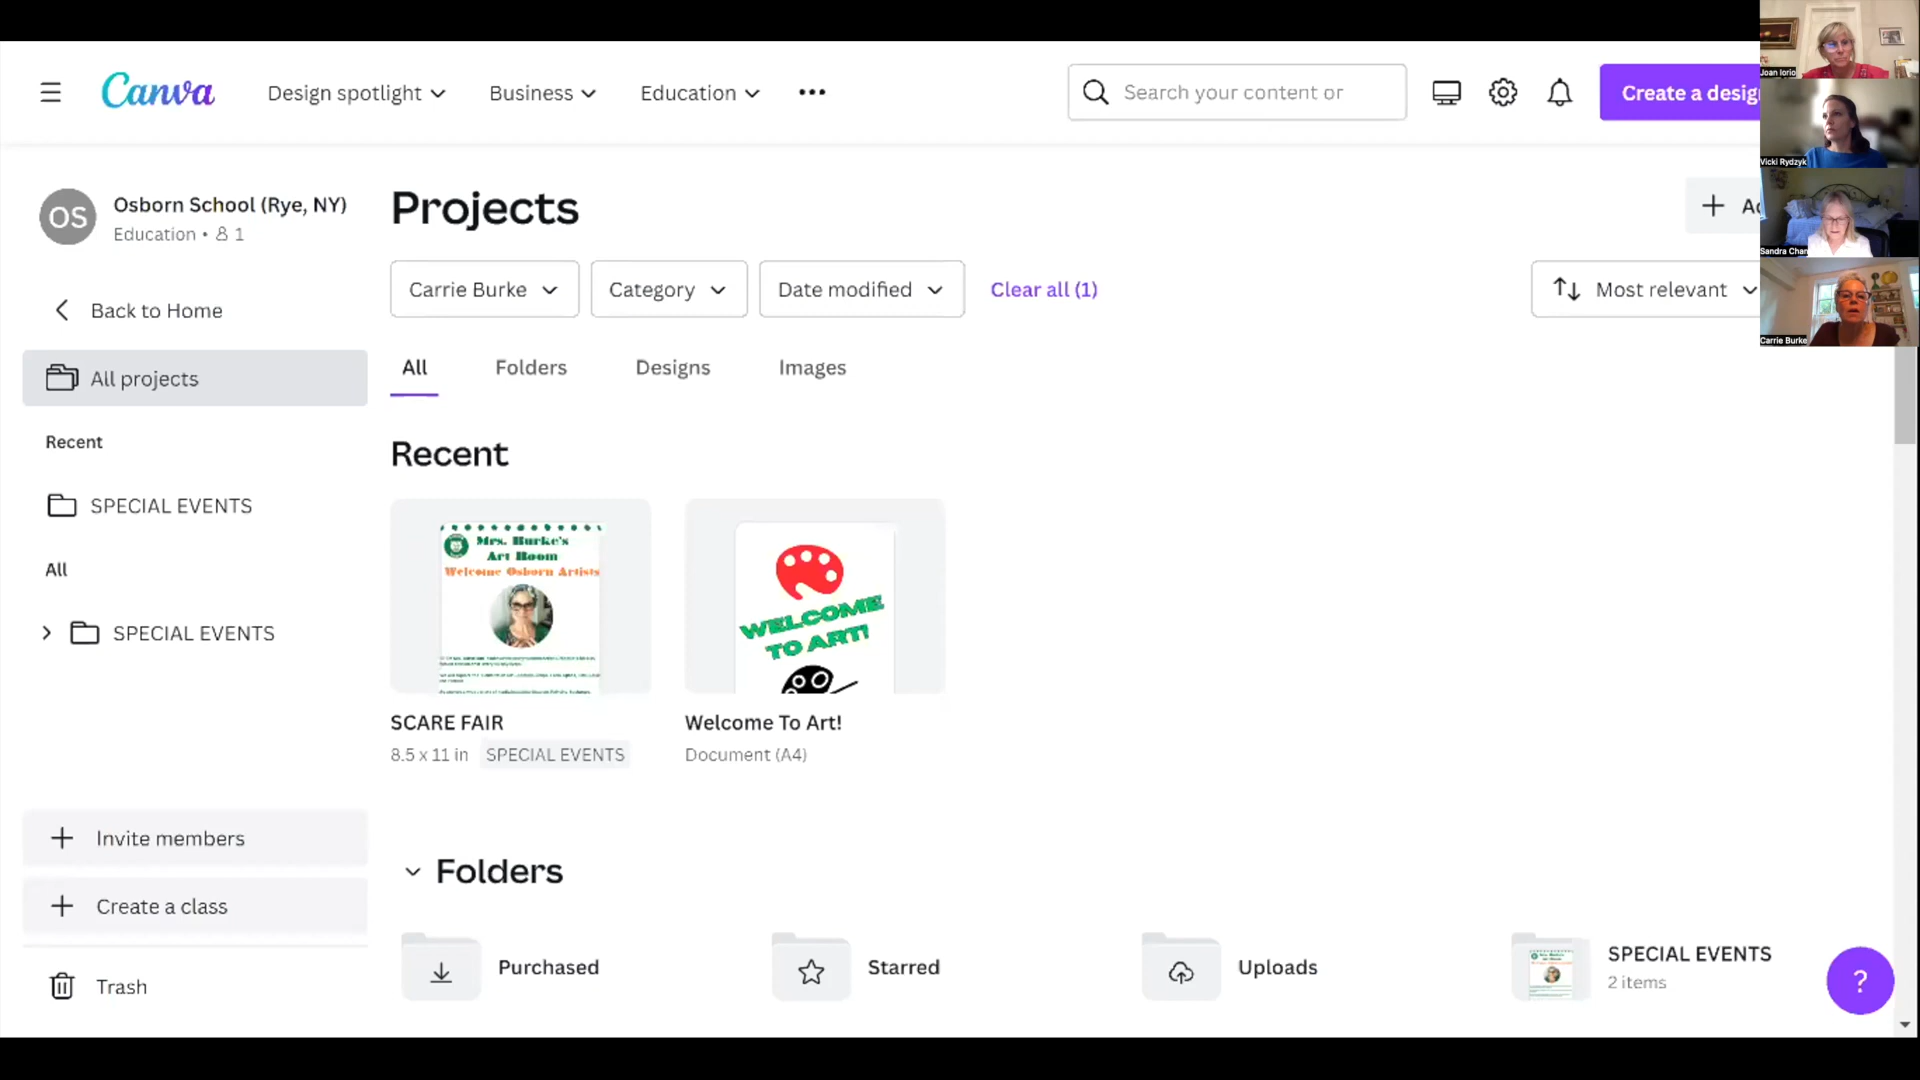 Canva
Design spotlight
Business
Education
Search your content or
Create a desig
Joan Iorio
Vicki Rydzyk
Sandra Chan
Carrie Burke
OS
Osborn School (Rye, NY)
Education • 1
Back to Home
All projects
Recent
SPECIAL EVENTS
All
SPECIAL EVENTS
Invite members
Create a class
Trash
Projects
Carrie Burke
Category
Date modified
Clear all (1)
Most relevant
All
Folders
Designs
Images
Recent
Mrs. Burke's
Art Room
Welcome Osborn Artists
SCARE FAIR
8.5 x 11 in SPECIAL EVENTS
WELCOME
TO ART!
Welcome To Art!
Document (A4)
Folders
Purchased
Starred
Uploads
SPECIAL EVENTS
2 items
?